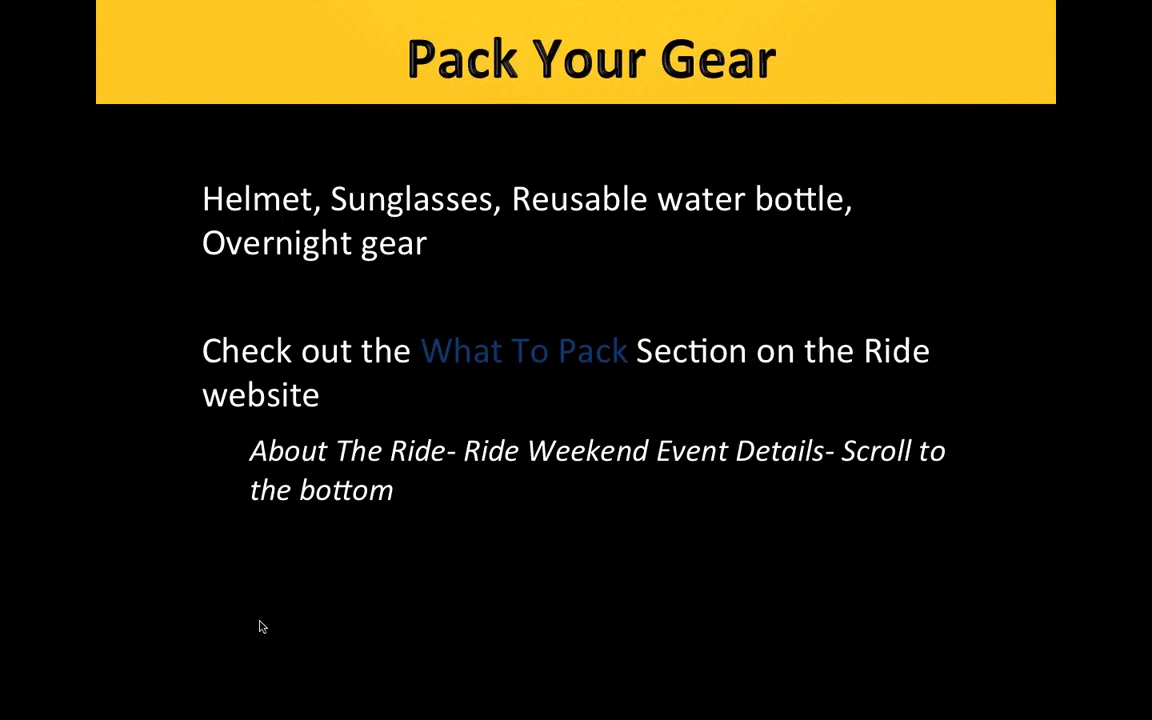 Pack Your Gear
Helmet, Sunglasses, Reusable water bottle,
Overnight gear
Check out the What To Pack Section on the Ride
website
About The Ride- Ride Weekend Event Details- Scroll to
the bottom